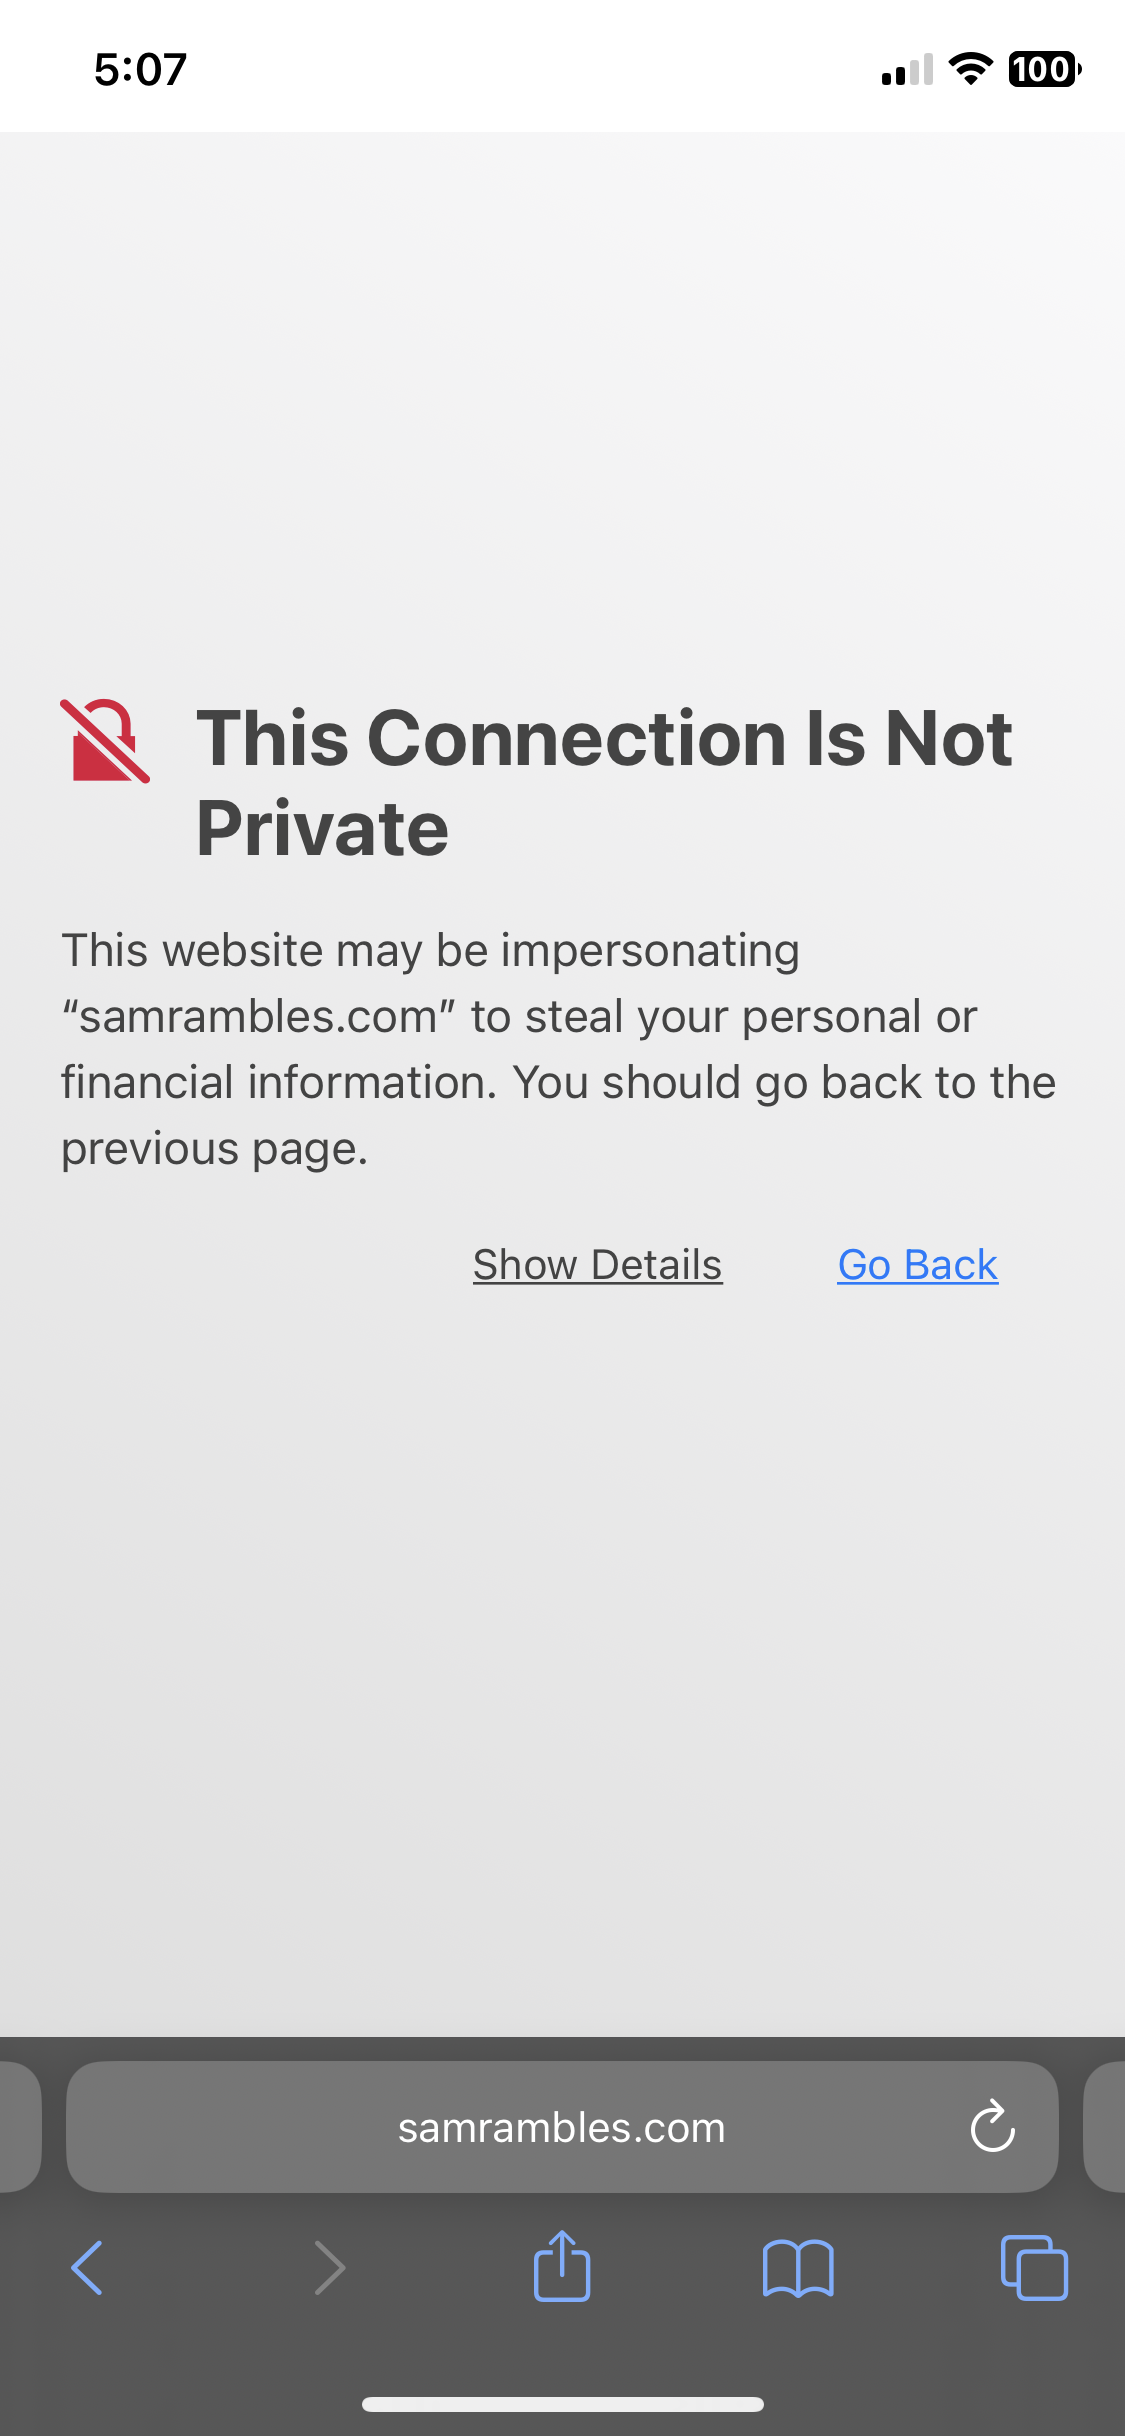 5:07
100
This Connection Is Not
Private
This website may be impersonating
“samrambles.com” to steal your personal or
financial information. You should go back to the
previous page.
Show Details Go Back
samrambles.com